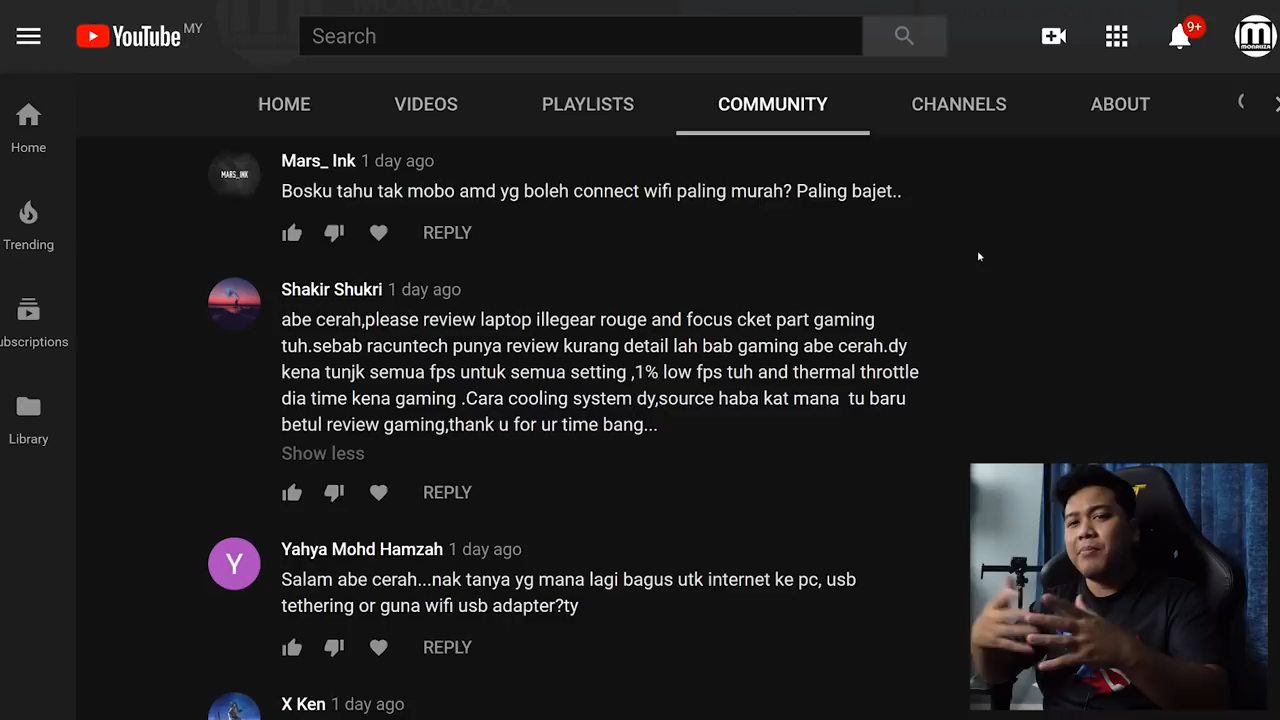 YouTube MY
Search
9+
MONALIZA
HOME
VIDEOS
PLAYLISTS
COMMUNITY
CHANNELS
ABOUT
Home
Trending
ubscriptions
Library
MARS_INK
Mars_ Ink 1 day ago
Bosku tahu tak mobo amd yg boleh connect wifi paling murah? Paling bajet..
REPLY
Shakir Shukri 1 day ago
abe cerah,please review laptop illegear rouge and focus cket part gaming
tuh.sebab racuntech punya review kurang detail lah bab gaming abe cerah.dy
kena tunjk semua fps untuk semua setting ,1% low fps tuh and thermal throttle
dia time kena gaming .Cara cooling system dy,source haba kat mana  tu baru
betul review gaming,thank u for ur time bang...
Show less
REPLY
Y
Yahya Mohd Hamzah 1 day ago
Salam abe cerah...nak tanya yg mana lagi bagus utk internet ke pc, usb
tethering or guna wifi usb adapter?ty
REPLY
X Ken 1 day ago